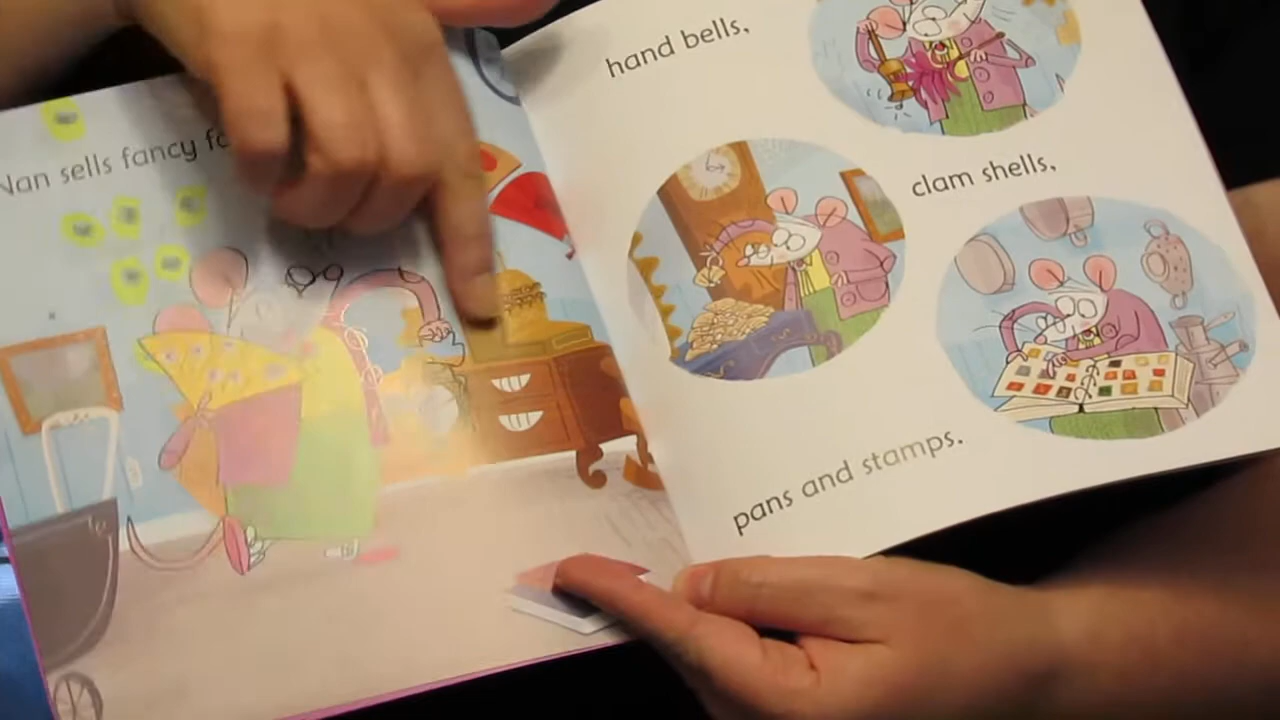 Nan sells fancy
hand bells,
clam shells,
pans and stamps.